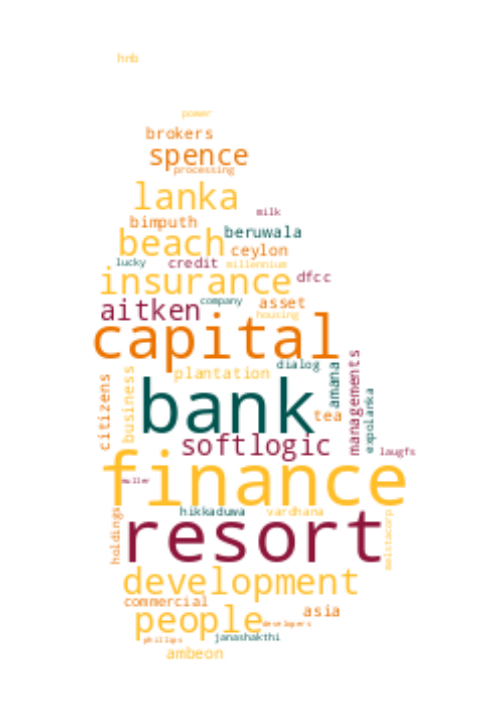 hnb
power
brokers
spence
processing
lanka
milk
bimputh
beruwala
beach
ceylon
lucky
credit
millennium
insurance
dfcc
aitken
company
asset
housing
capital
dialog
plantation
citizens
business
bank
amana
managements
expolanka
tea
softlogic
laugfs
finance
muller
hikkaduwa
vardhana
holdings
resort
development
commercial
asia
people
developers
phillips
janashakthi
ambeon